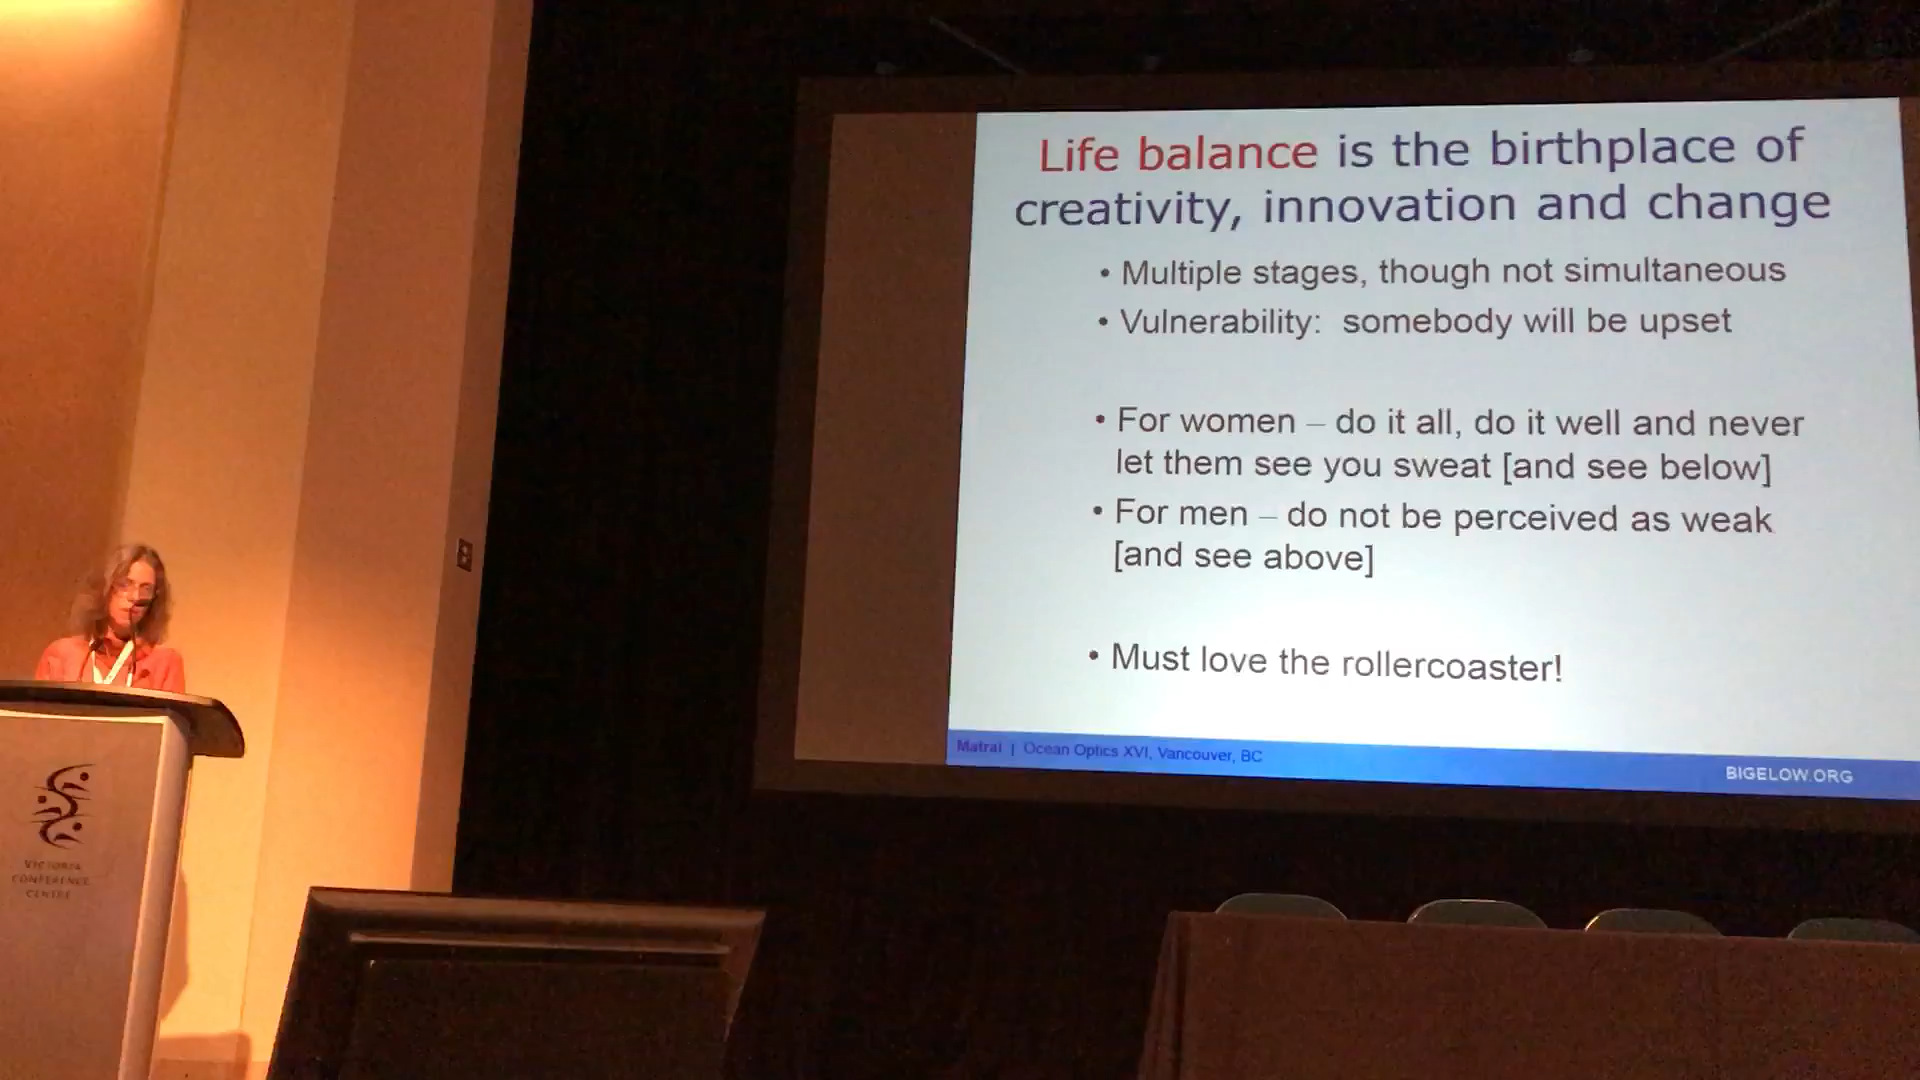 Life balance is the birthplace of
creativity, innovation and change
• Multiple stages, though not simultaneous
• Vulnerability: somebody will be upset
• For women – do it all, do it well and never
let them see you sweat [and see below]
• For men – do not be perceived as weak
[and see above]
• Must love the rollercoaster!
Matrai | Ocean Optics XVI, Vancouver, BC
BIGELOW.ORG
VICTORIA
CONFERENCE
CENTRE